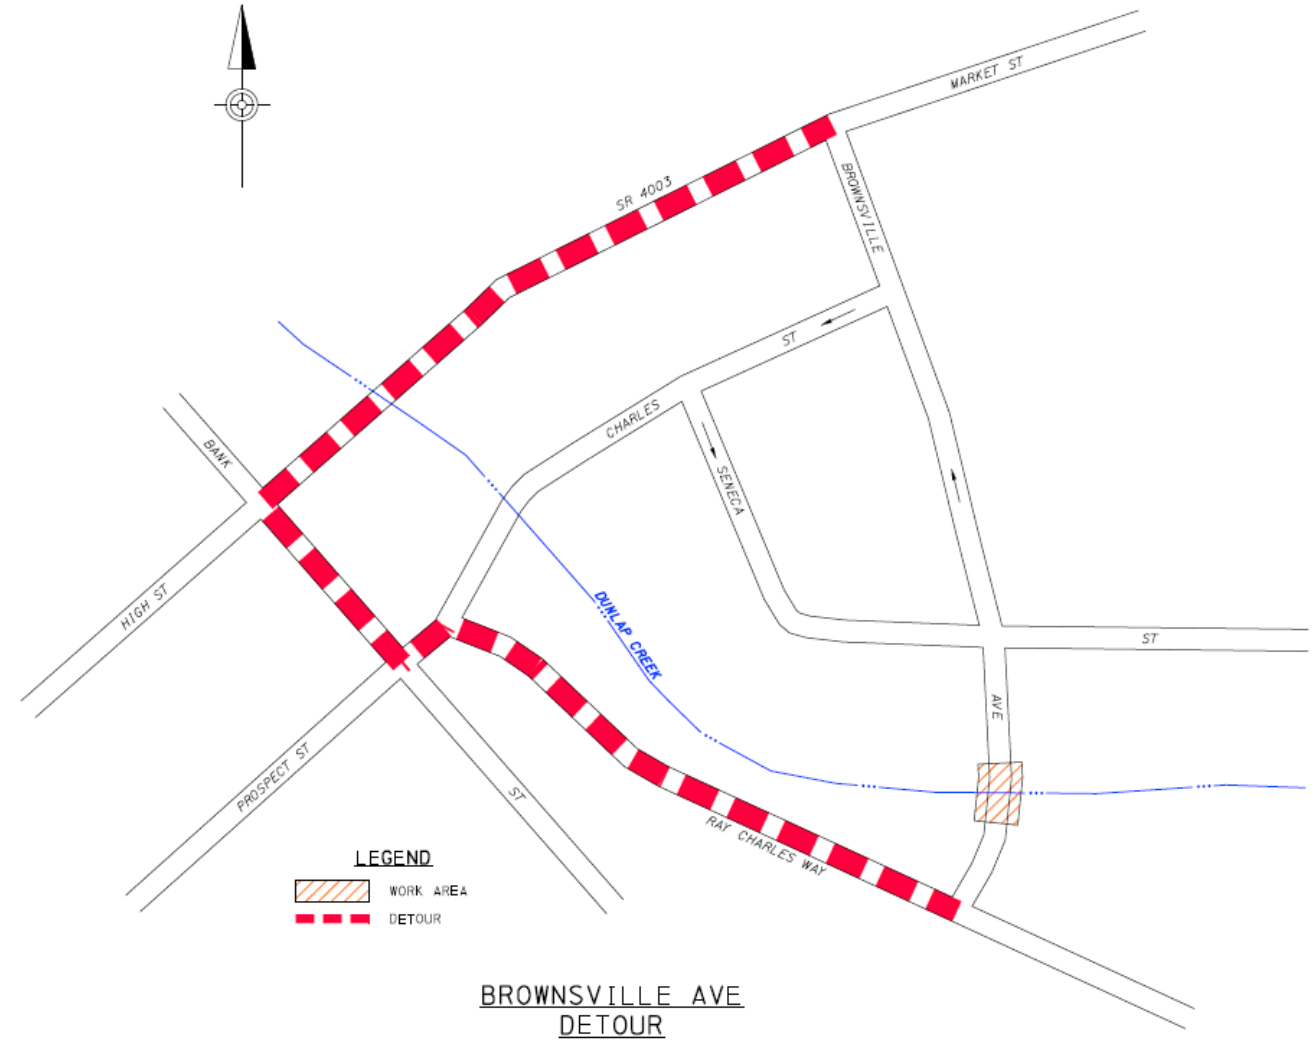 MARKET ST
SR 4003
BROWNSVILLE
ST
CHARLES
BANK
SENECA
HIGH ST
DUNLAP CREEK
ST
AVE
PROSPECT ST
ST
RAY CHARLES WAY
LEGEND
WORK AREA
DETOUR
BROWNSVILLE AVE
DETOUR